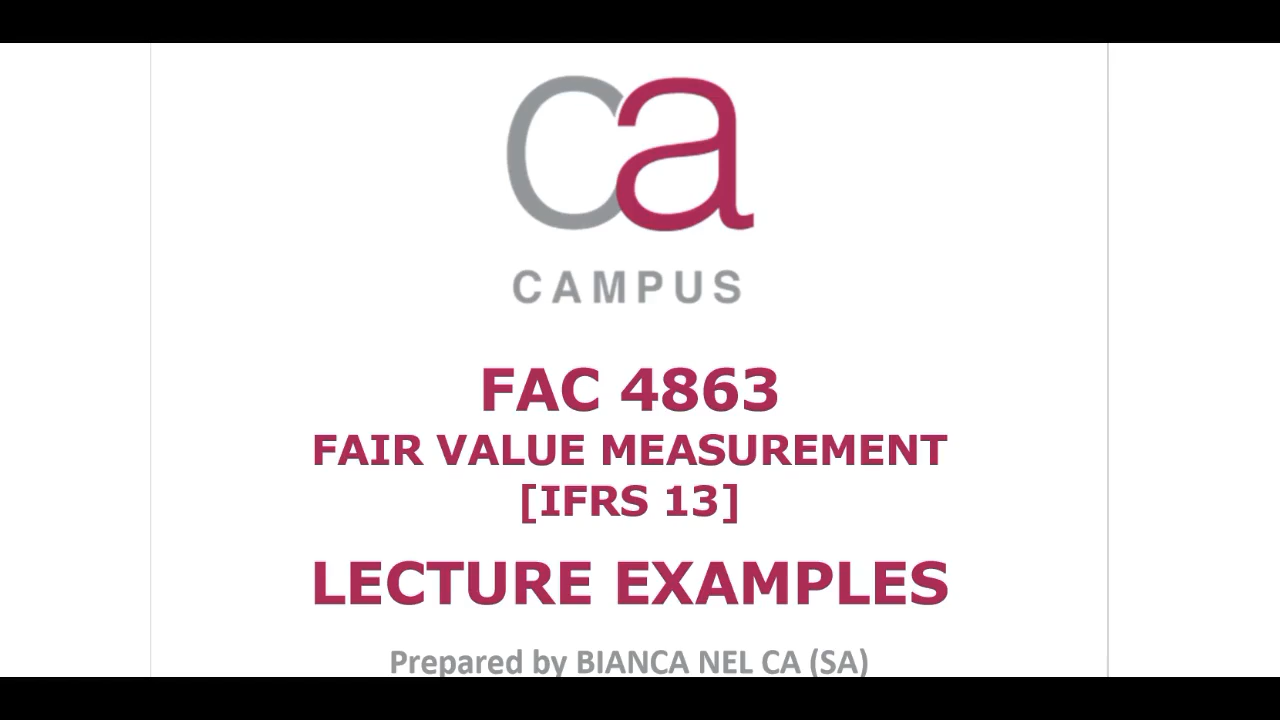 ca
CAMPUS
FAC 4863
FAIR VALUE MEASUREMENT
[IFRS 13]
LECTURE EXAMPLES
Prepared by BIANCA NEL CA (SA)